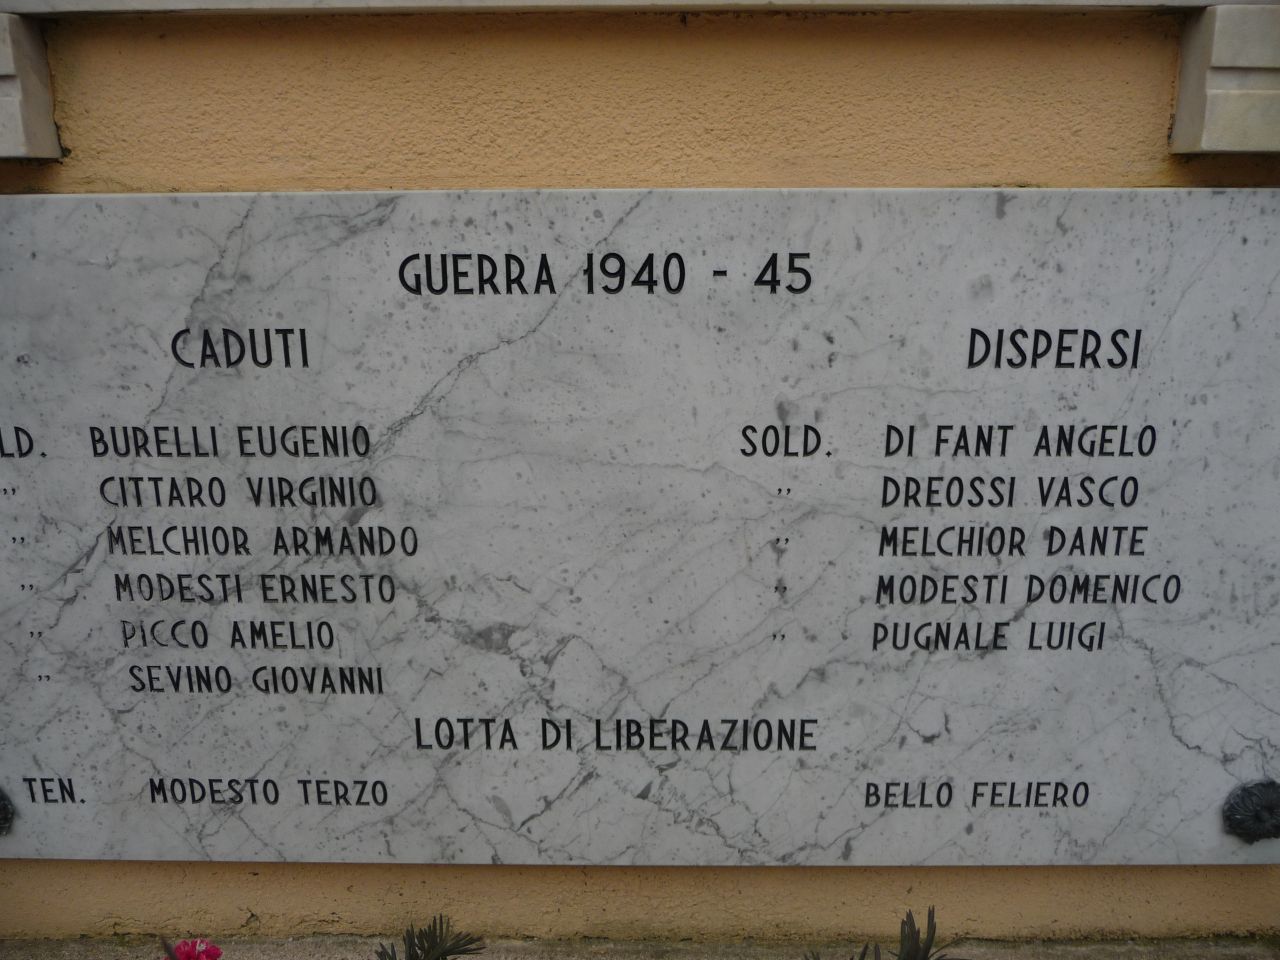 GUERRA 1940 - 45
CADUTI
LD. BURELLI EUGENIO
" CITTARO VIRGINIO
" MELCHIOR ARMANDO
" MODESTI ERNESTO
" PICCO AMELIO
" SEVINO GIOVANNI
DISPERSI
SOLD. DI FANT ANGELO
" DREOSSI VASCO
" MELCHIOR DANTE
" MODESTI DOMENICO
" PUGNALE LUIGI
LOTTA DI LIBERAZIONE
TEN. MODESTO TERZO
BELLO FELIERO